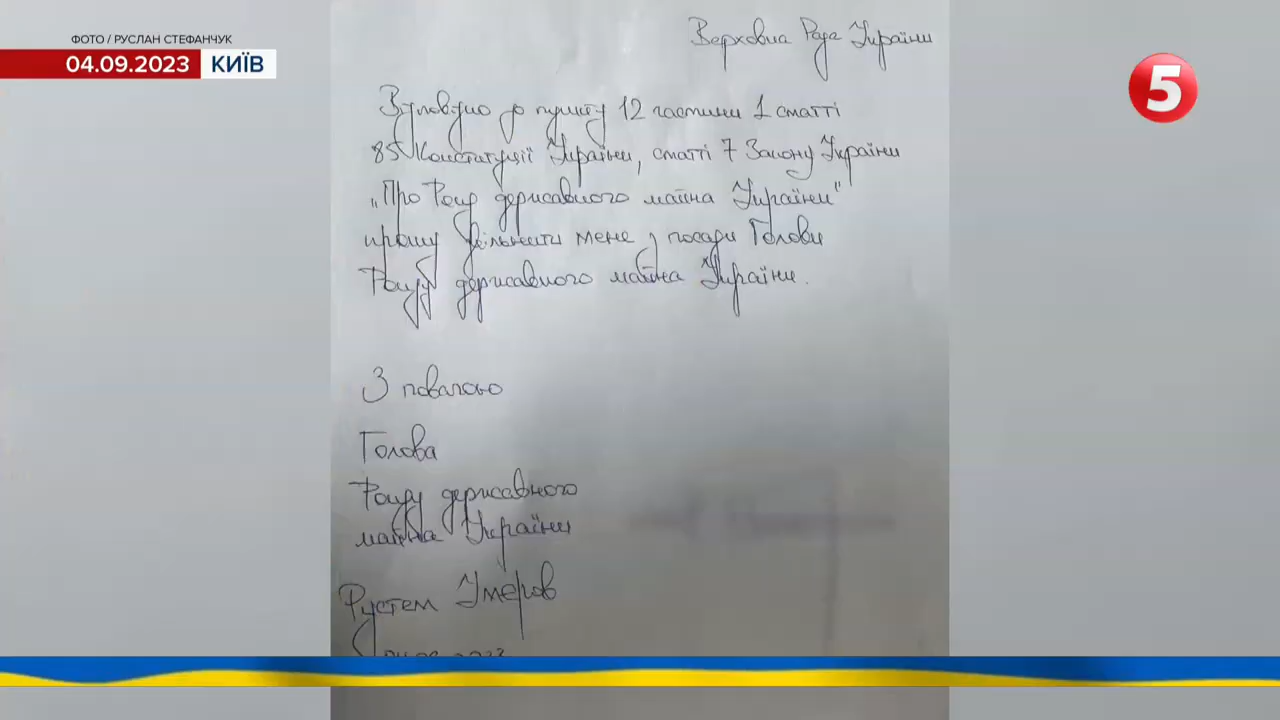 ФОТО / РУСЛАН СТЕФАНЧУК
04.09.2023 КИЇВ
5
Верховна Рада України
Відповідно до пункту 12 частини 1 статті
85 Конституції України, статті 7 Закону України
„Про Фонд державного майна України"
прошу звільнити мене з посади Голови
Фонду державного майна України.
З повагою
Голова
Фонду державного
майна України
Рустем Умеров